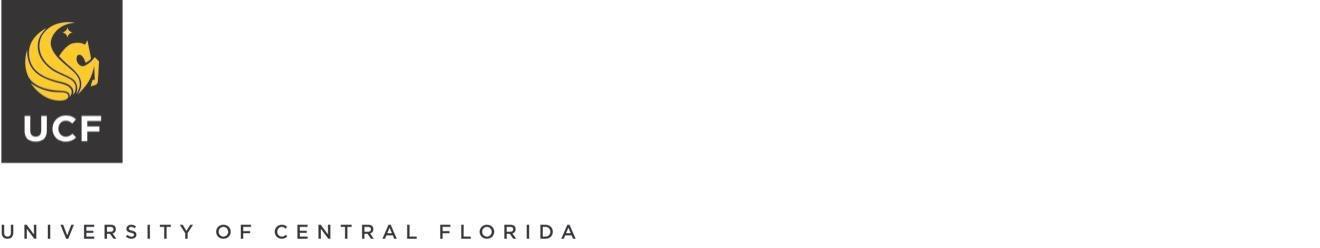 UCF
UNIVERSITY OF CENTRAL FLORIDA